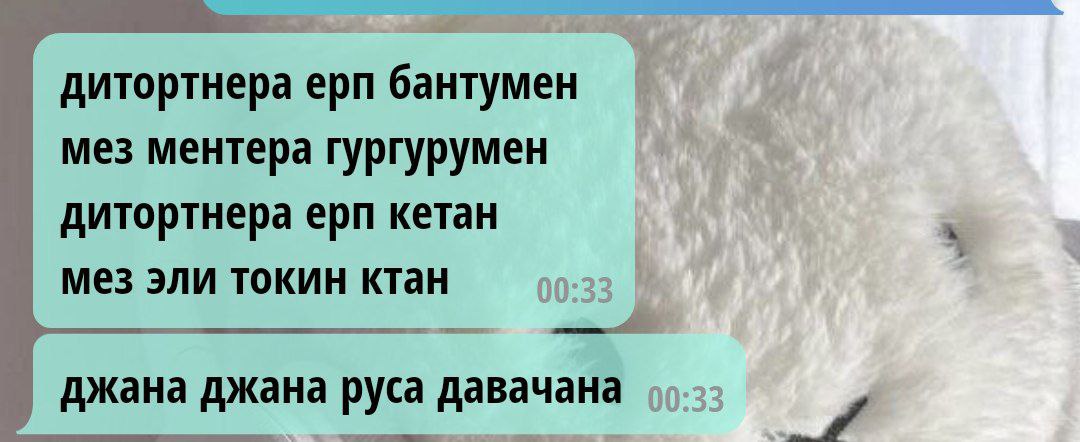 дитортнера ерп бантумен
мез ментера гургурумен
дитортнера ерп кетан
мез эли токин ктан
00:33
джана джана руса давачана
00:33